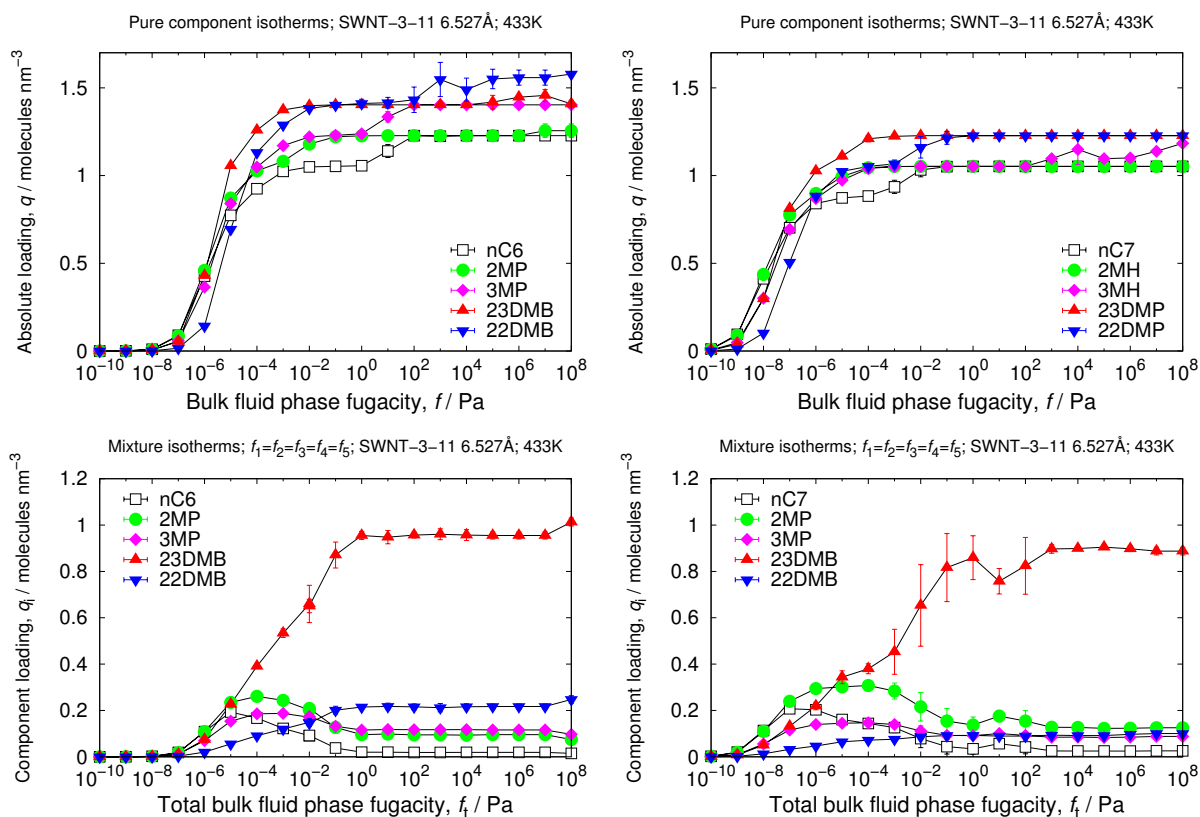 Pure component isotherms; SWNT−3−11 6.527Å; 433K
Absolute loading, q / molecules nm⁻³
1.5
1
0.5
0
nC6
2MP
3MP
23DMB
22DMB
10⁻¹⁰ 10⁻⁸ 10⁻⁶ 10⁻⁴ 10⁻² 10⁰ 10² 10⁴ 10⁶ 10⁸
Bulk fluid phase fugacity, f / Pa
Pure component isotherms; SWNT−3−11 6.527Å; 433K
Absolute loading, q / molecules nm⁻³
1.5
1
0.5
0
nC7
2MH
3MH
23DMP
22DMP
10⁻¹⁰ 10⁻⁸ 10⁻⁶ 10⁻⁴ 10⁻² 10⁰ 10² 10⁴ 10⁶ 10⁸
Bulk fluid phase fugacity, f / Pa
Mixture isotherms; f₁=f₂=f₃=f₄=f₅; SWNT−3−11 6.527Å; 433K
Component loading, qᵢ / molecules nm⁻³
1.2
1
0.8
0.6
0.4
0.2
0
nC6
2MP
3MP
23DMB
22DMB
10⁻¹⁰ 10⁻⁸ 10⁻⁶ 10⁻⁴ 10⁻² 10⁰ 10² 10⁴ 10⁶ 10⁸
Total bulk fluid phase fugacity, fₜ / Pa
Mixture isotherms; f₁=f₂=f₃=f₄=f₅; SWNT−3−11 6.527Å; 433K
Component loading, qᵢ / molecules nm⁻³
1.2
1
0.8
0.6
0.4
0.2
0
nC7
2MP
3MP
23DMB
22DMB
10⁻¹⁰ 10⁻⁸ 10⁻⁶ 10⁻⁴ 10⁻² 10⁰ 10² 10⁴ 10⁶ 10⁸
Total bulk fluid phase fugacity, fₜ / Pa